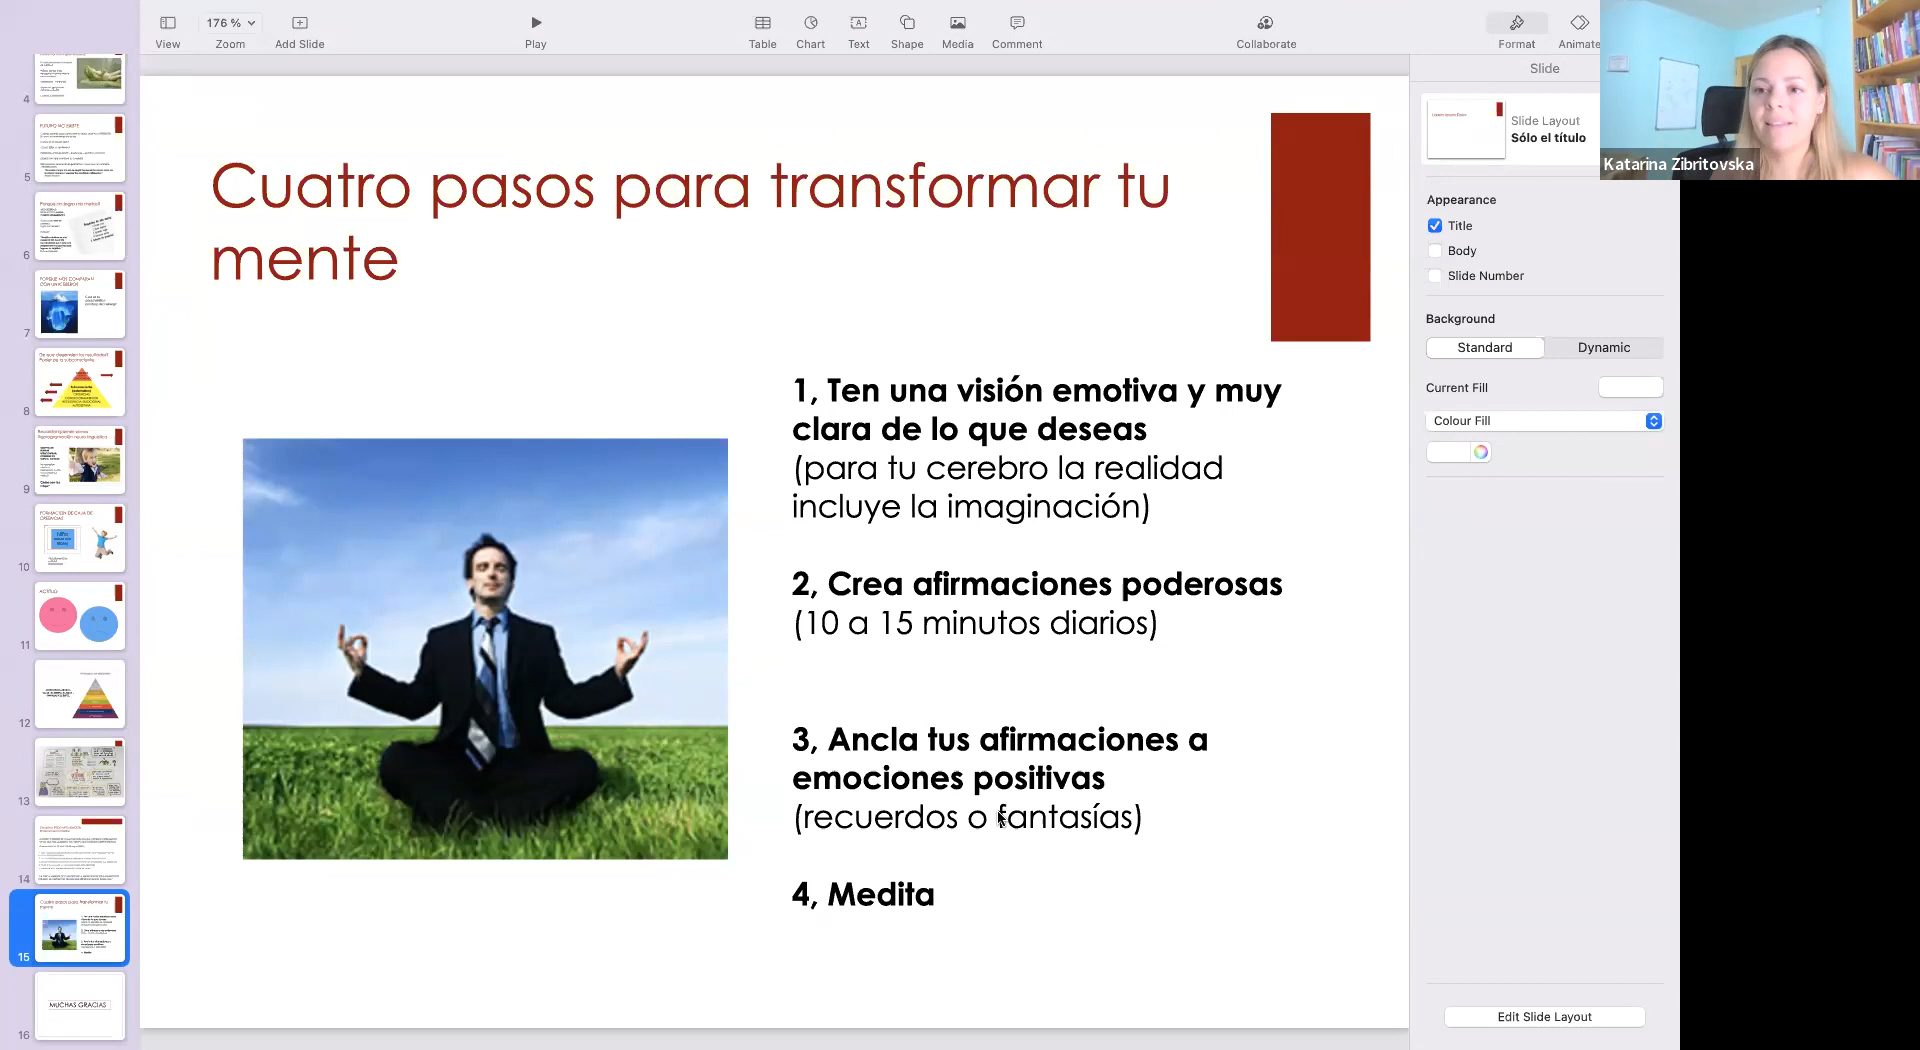 View
176 %
Zoom
Add Slide
Play
Table
Chart
Text
Shape
Media
Comment
Collaborate
Format
Animate
4
5
FUTURO NO EXISTE
6
7
8
9
10
11
ACTITUD
12
13
14
15
16
MUCHAS GRACIAS
Cuatro pasos para transformar tu
mente
1, Ten una visión emotiva y muy
clara de lo que deseas
(para tu cerebro la realidad
incluye la imaginación)
2, Crea afirmaciones poderosas
(10 a 15 minutos diarios)
3, Ancla tus afirmaciones a
emociones positivas
(recuerdos o fantasías)
4, Medita
Slide
Slide Layout
Sólo el título
Appearance
Title
Body
Slide Number
Background
Standard
Dynamic
Current Fill
Colour Fill
Edit Slide Layout
Katarina Zibritovska